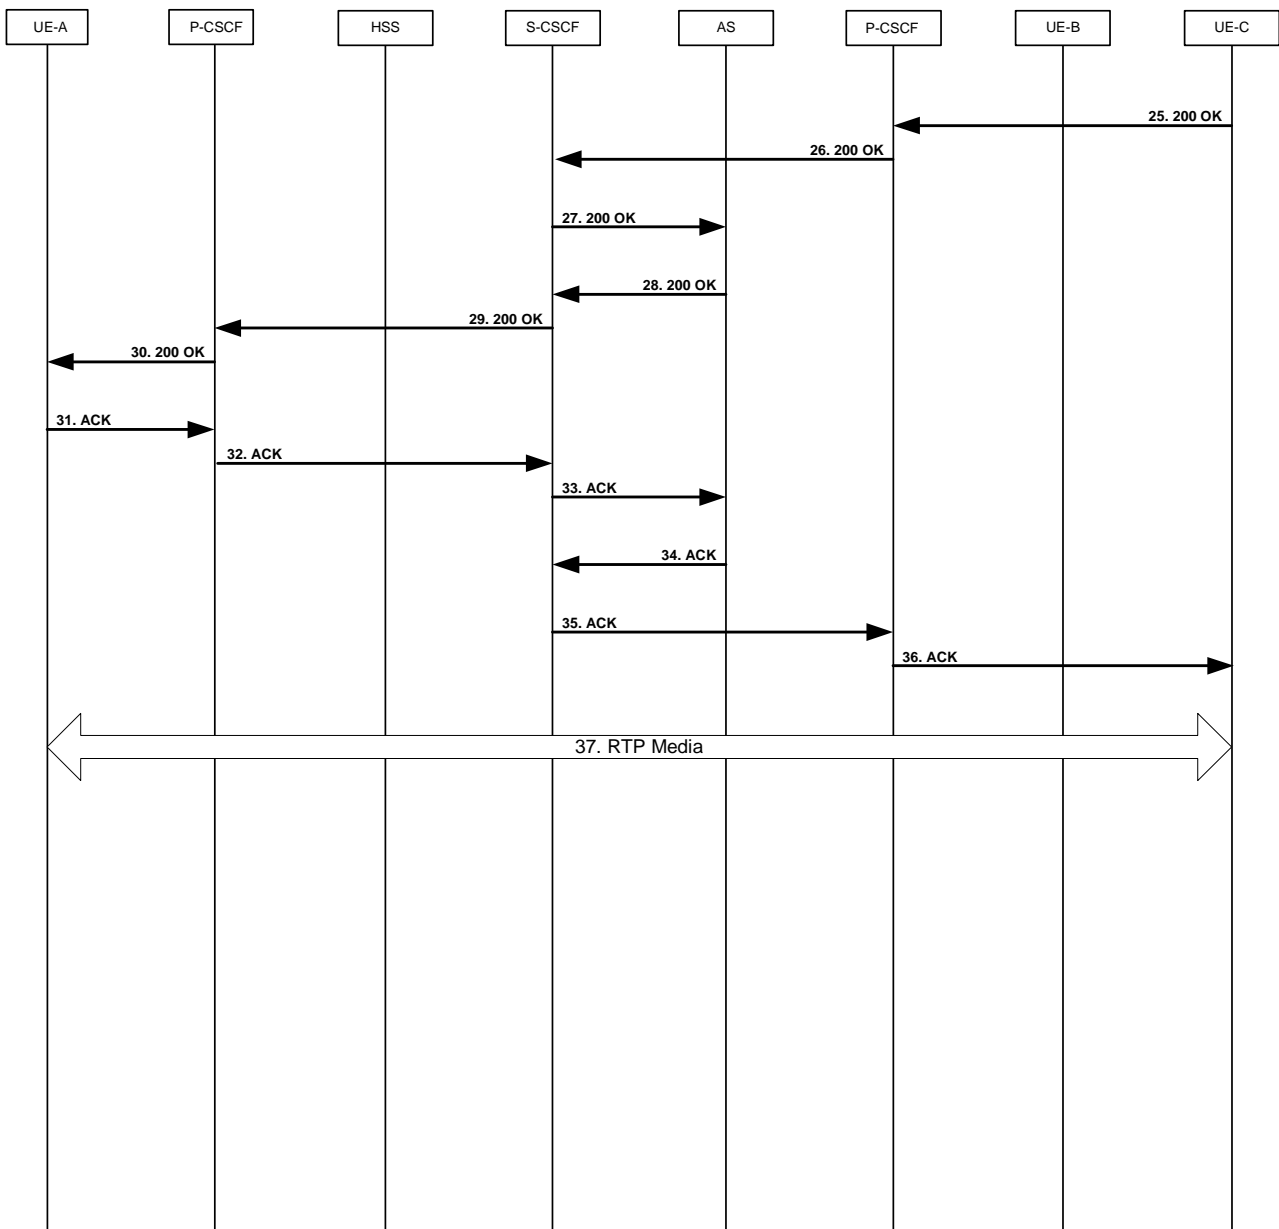 UE-A
P-CSCF
HSS
S-CSCF
AS
P-CSCF
UE-B
UE-C
25. 200 OK
26. 200 OK
27. 200 OK
28. 200 OK
29. 200 OK
30. 200 OK
31. ACK
32. ACK
33. ACK
34. ACK
35. ACK
36. ACK
37. RTP Media